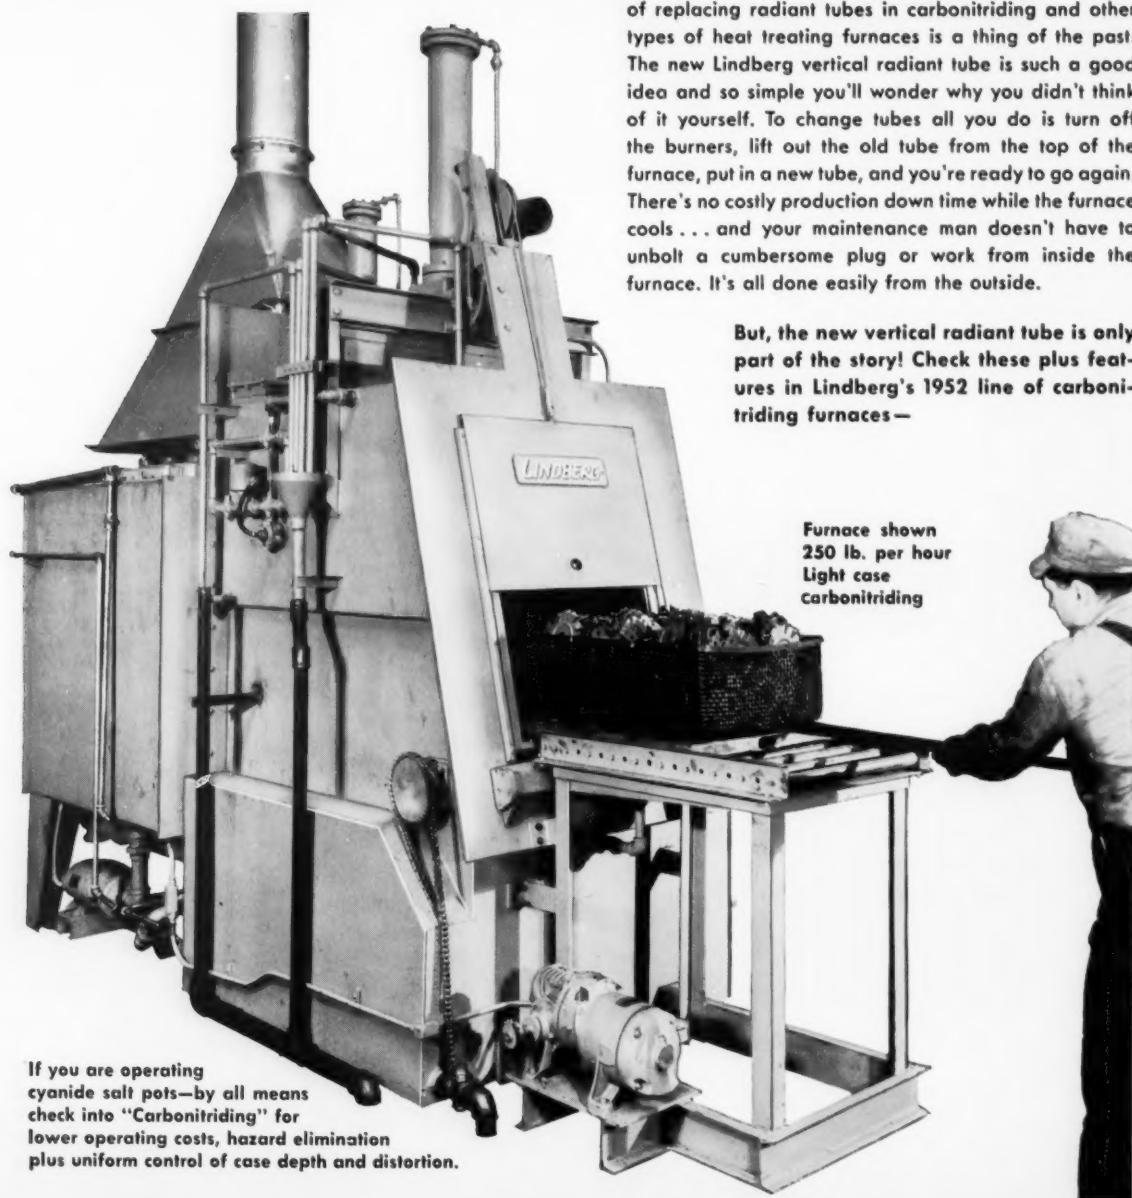 of replacing radiant tubes in carbonitriding and other
types of heat treating furnaces is a thing of the past.
The new Lindberg vertical radiant tube is such a good
idea and so simple you'll wonder why you didn't think
of it yourself. To change tubes all you do is turn off
the burners, lift out the old tube from the top of the
furnace, put in a new tube, and you're ready to go again.
There's no costly production down time while the furnace
cools . . . and your maintenance man doesn't have to
unbolt a cumbersome plug or work from inside the
furnace. It's all done easily from the outside.
But, the new vertical radiant tube is only
part of the story! Check these plus feat-
ures in Lindberg's 1952 line of carboni-
triding furnaces—
LINDBERG
Furnace shown
250 lb. per hour
Light case
carbonitriding
If you are operating
cyanide salt pots—by all means
check into "Carbonitriding" for
lower operating costs, hazard elimination
plus uniform control of case depth and distortion.